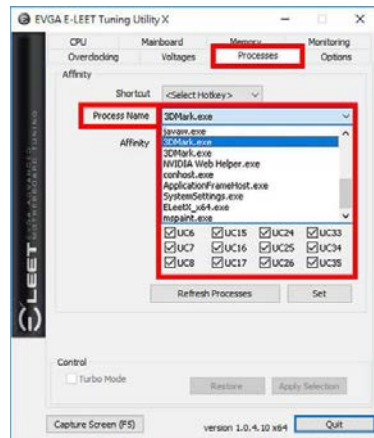 EVGA E-LEET Tuning Utility X
CPU Mainboard Memory Monitoring
Overclocking Voltages Processes Options
Affinity
Shortcut <Select Hotkey>
Process Name 3DMark.exe
javaw.exe
Affinity 3DMark.exe
3DMark.exe
NVIDIA Web Helper.exe
conhost.exe
ApplicationFrameHost.exe
SystemSettings.exe
ELeetX_x64.exe
mspaint.exe
UC6 UC15 UC24 UC33
UC7 UC16 UC25 UC34
UC8 UC17 UC26 UC35
Refresh Processes Set
Control
Turbo Mode
Restore Apply Selection
Capture Screen (F5) version 1.0.4.10 x64 Quit
LEET